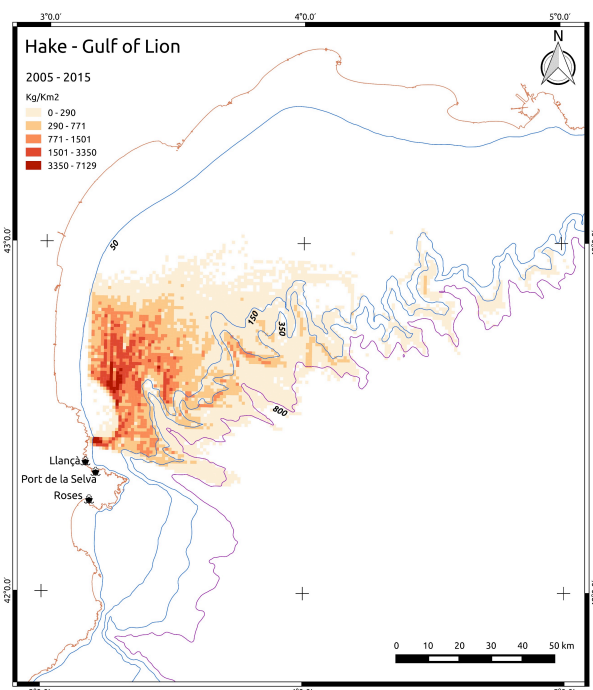 3°0.0'
4°0.0'
5°0.0'
Hake - Gulf of Lion
N
2005 - 2015
Kg/Km2
0 - 290
290 - 771
771 - 1501
1501 - 3350
3350 - 7129
43°0.0'
50
150
350
800
Llançà
Port de la Selva
Roses
42°0.0'
0 10 20 30 40 50 km